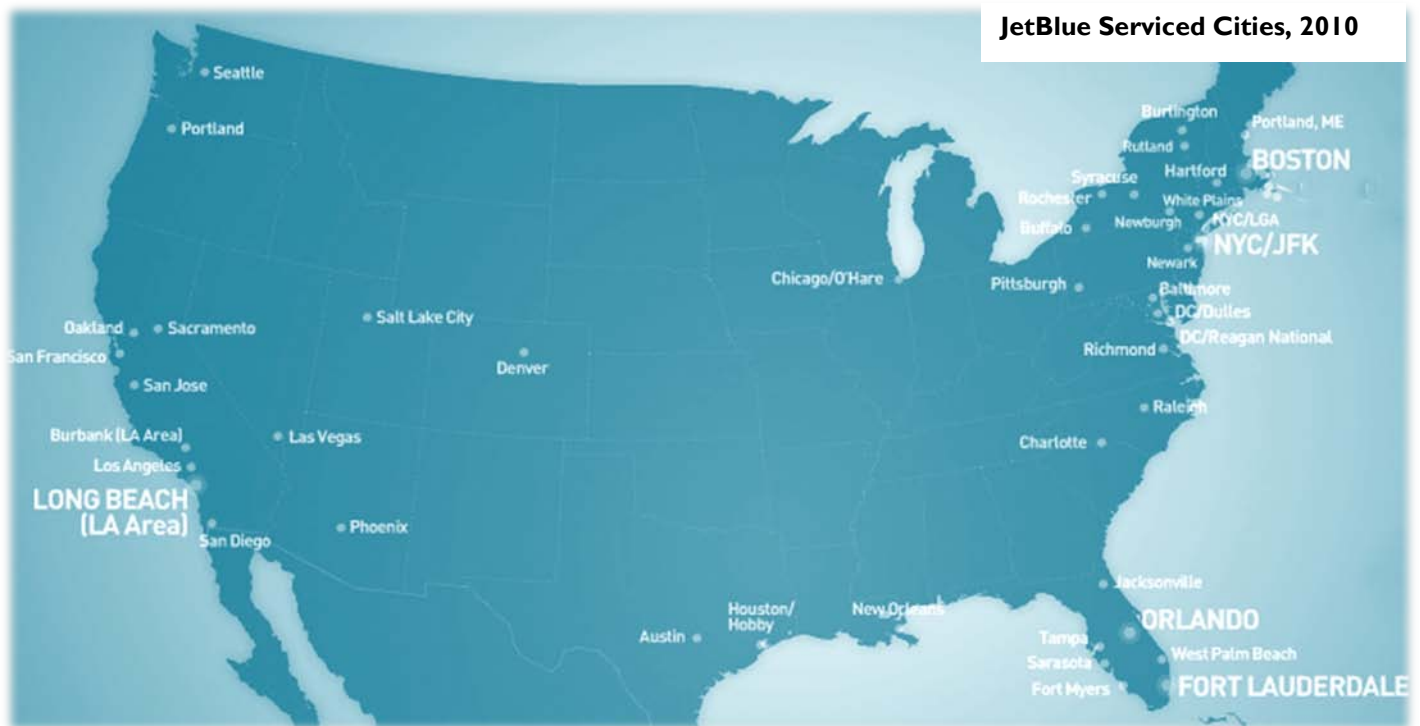 JetBlue Serviced Cities, 2010
Seattle
Portland
Burlington
Portland, ME
Rutland
BOSTON
Hartford
Syracuse
Rochester
White Plains
Newburgh
NYC/LGA
Buffalo
NYC/JFK
Newark
Chicago/O'Hare
Pittsburgh
Baltimore
DC/Dulles
Salt Lake City
Oakland
Sacramento
DC/Reagan National
San Francisco
Denver
Richmond
San Jose
Raleigh
Burbank (LA Area)
Las Vegas
Charlotte
Los Angeles
LONG BEACH
(LA Area)
Phoenix
San Diego
Jacksonville
Houston/
Hobby
New Orleans
ORLANDO
Austin
Tampa
West Palm Beach
Sarasota
Fort Myers
FORT LAUDERDALE